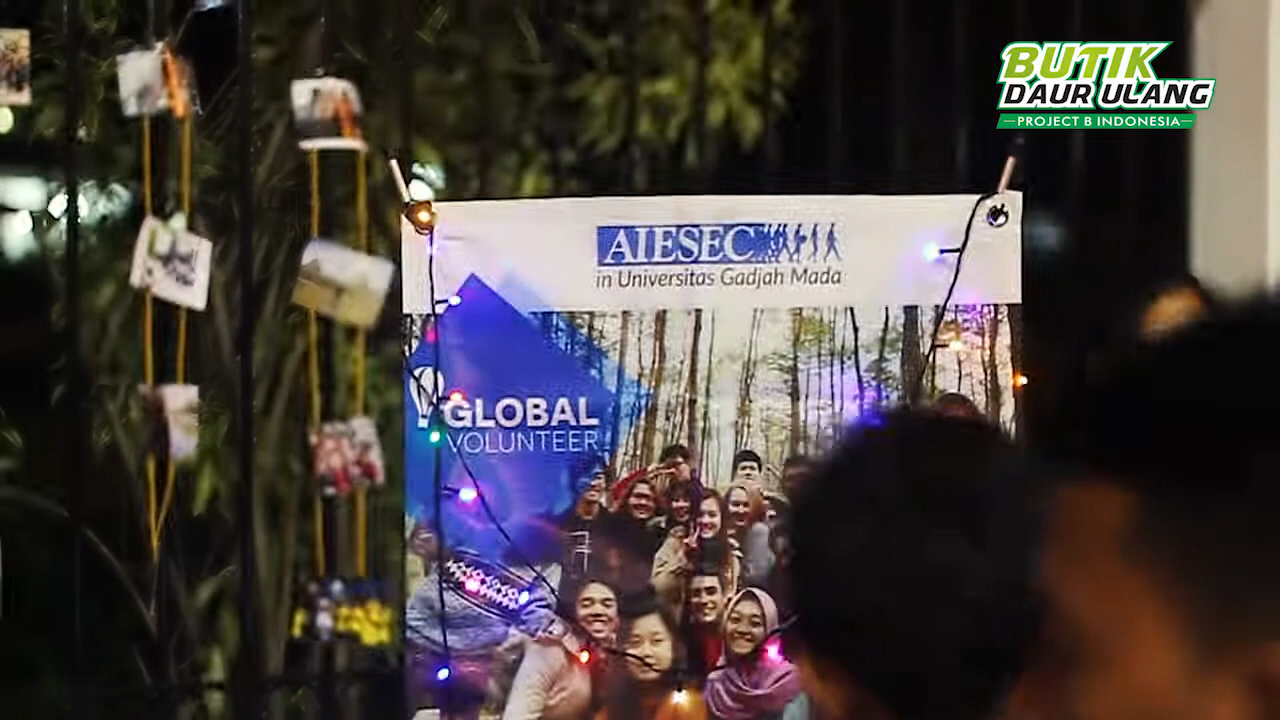 BUTIK
DAUR ULANG
PROJECT B INDONESIA
AIESEC
in Universitas Gadjah Mada
GLOBAL
VOLUNTEER